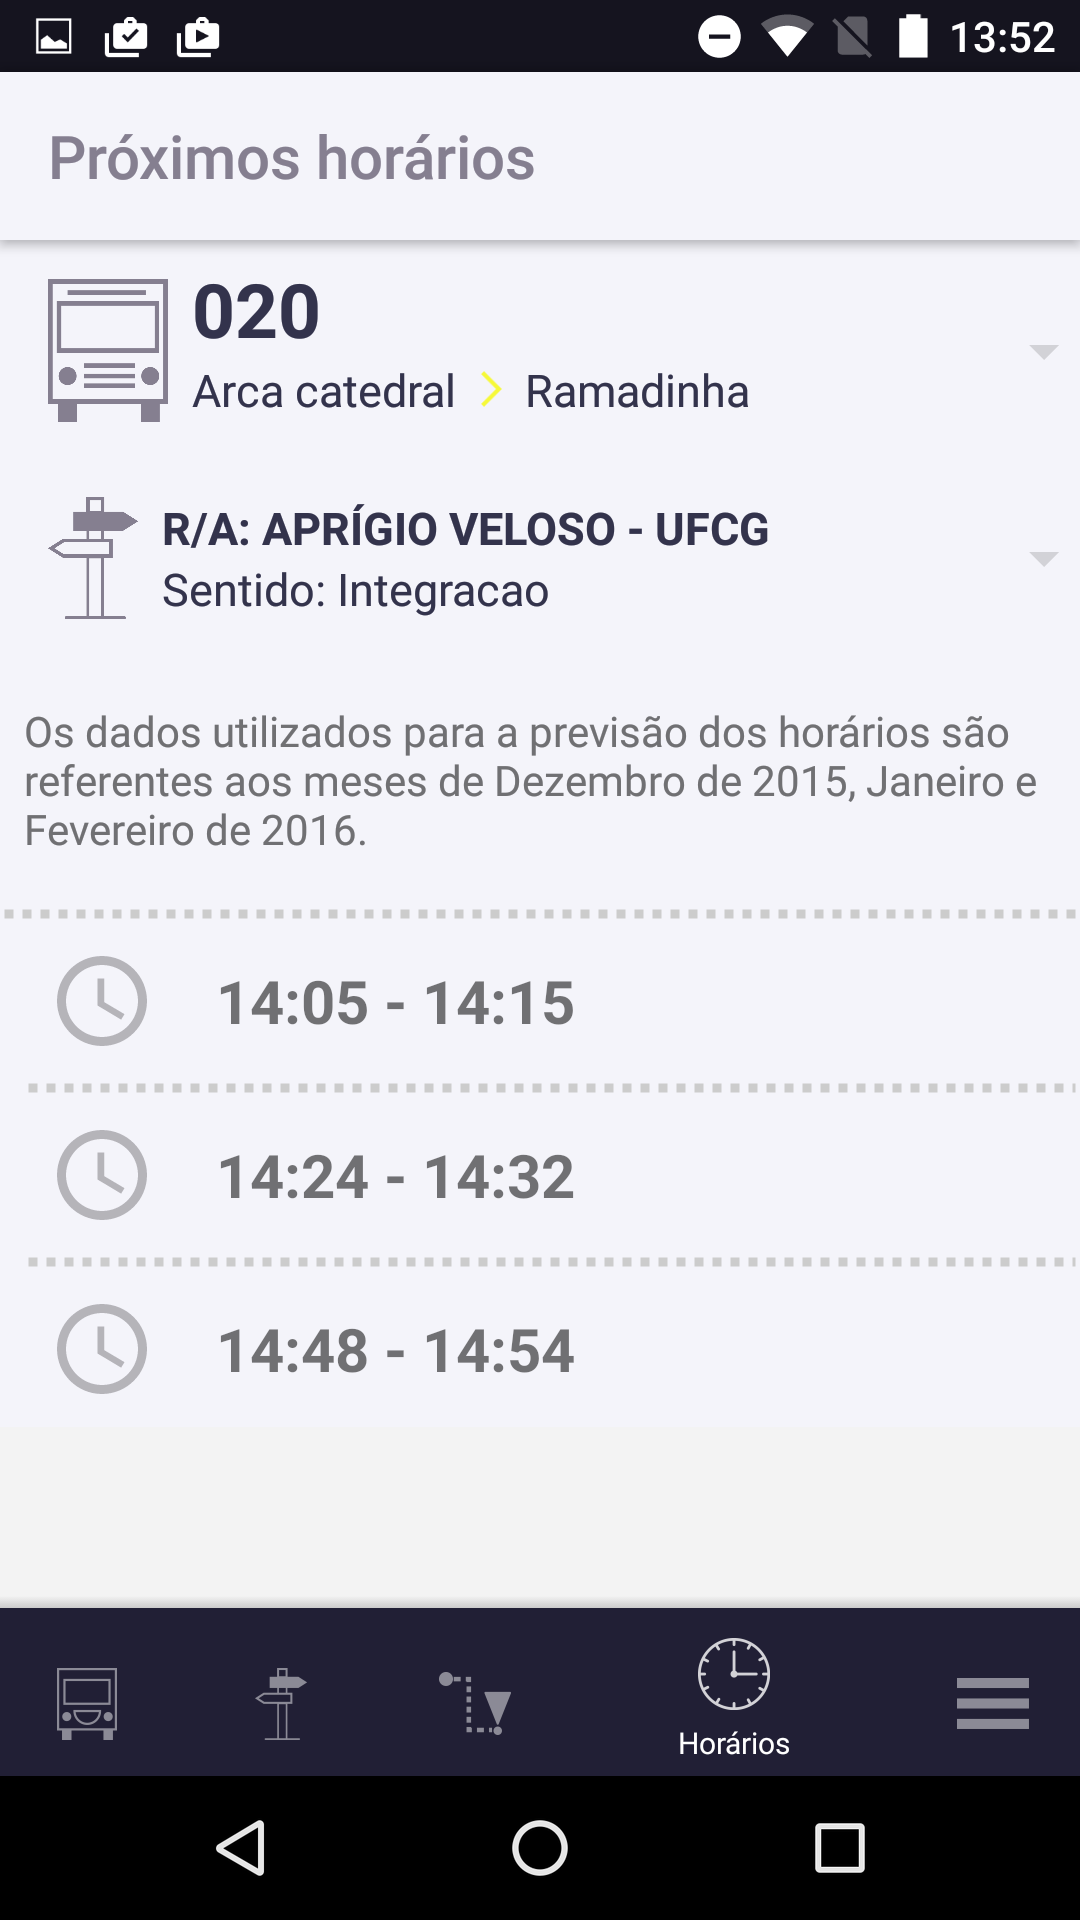 13:52
Próximos horários
020
Arca catedral > Ramadinha
R/A: APRÍGIO VELOSO - UFCG
Sentido: Integracao
Os dados utilizados para a previsão dos horários são
referentes aos meses de Dezembro de 2015, Janeiro e
Fevereiro de 2016.
14:05 - 14:15
14:24 - 14:32
14:48 - 14:54
Horários